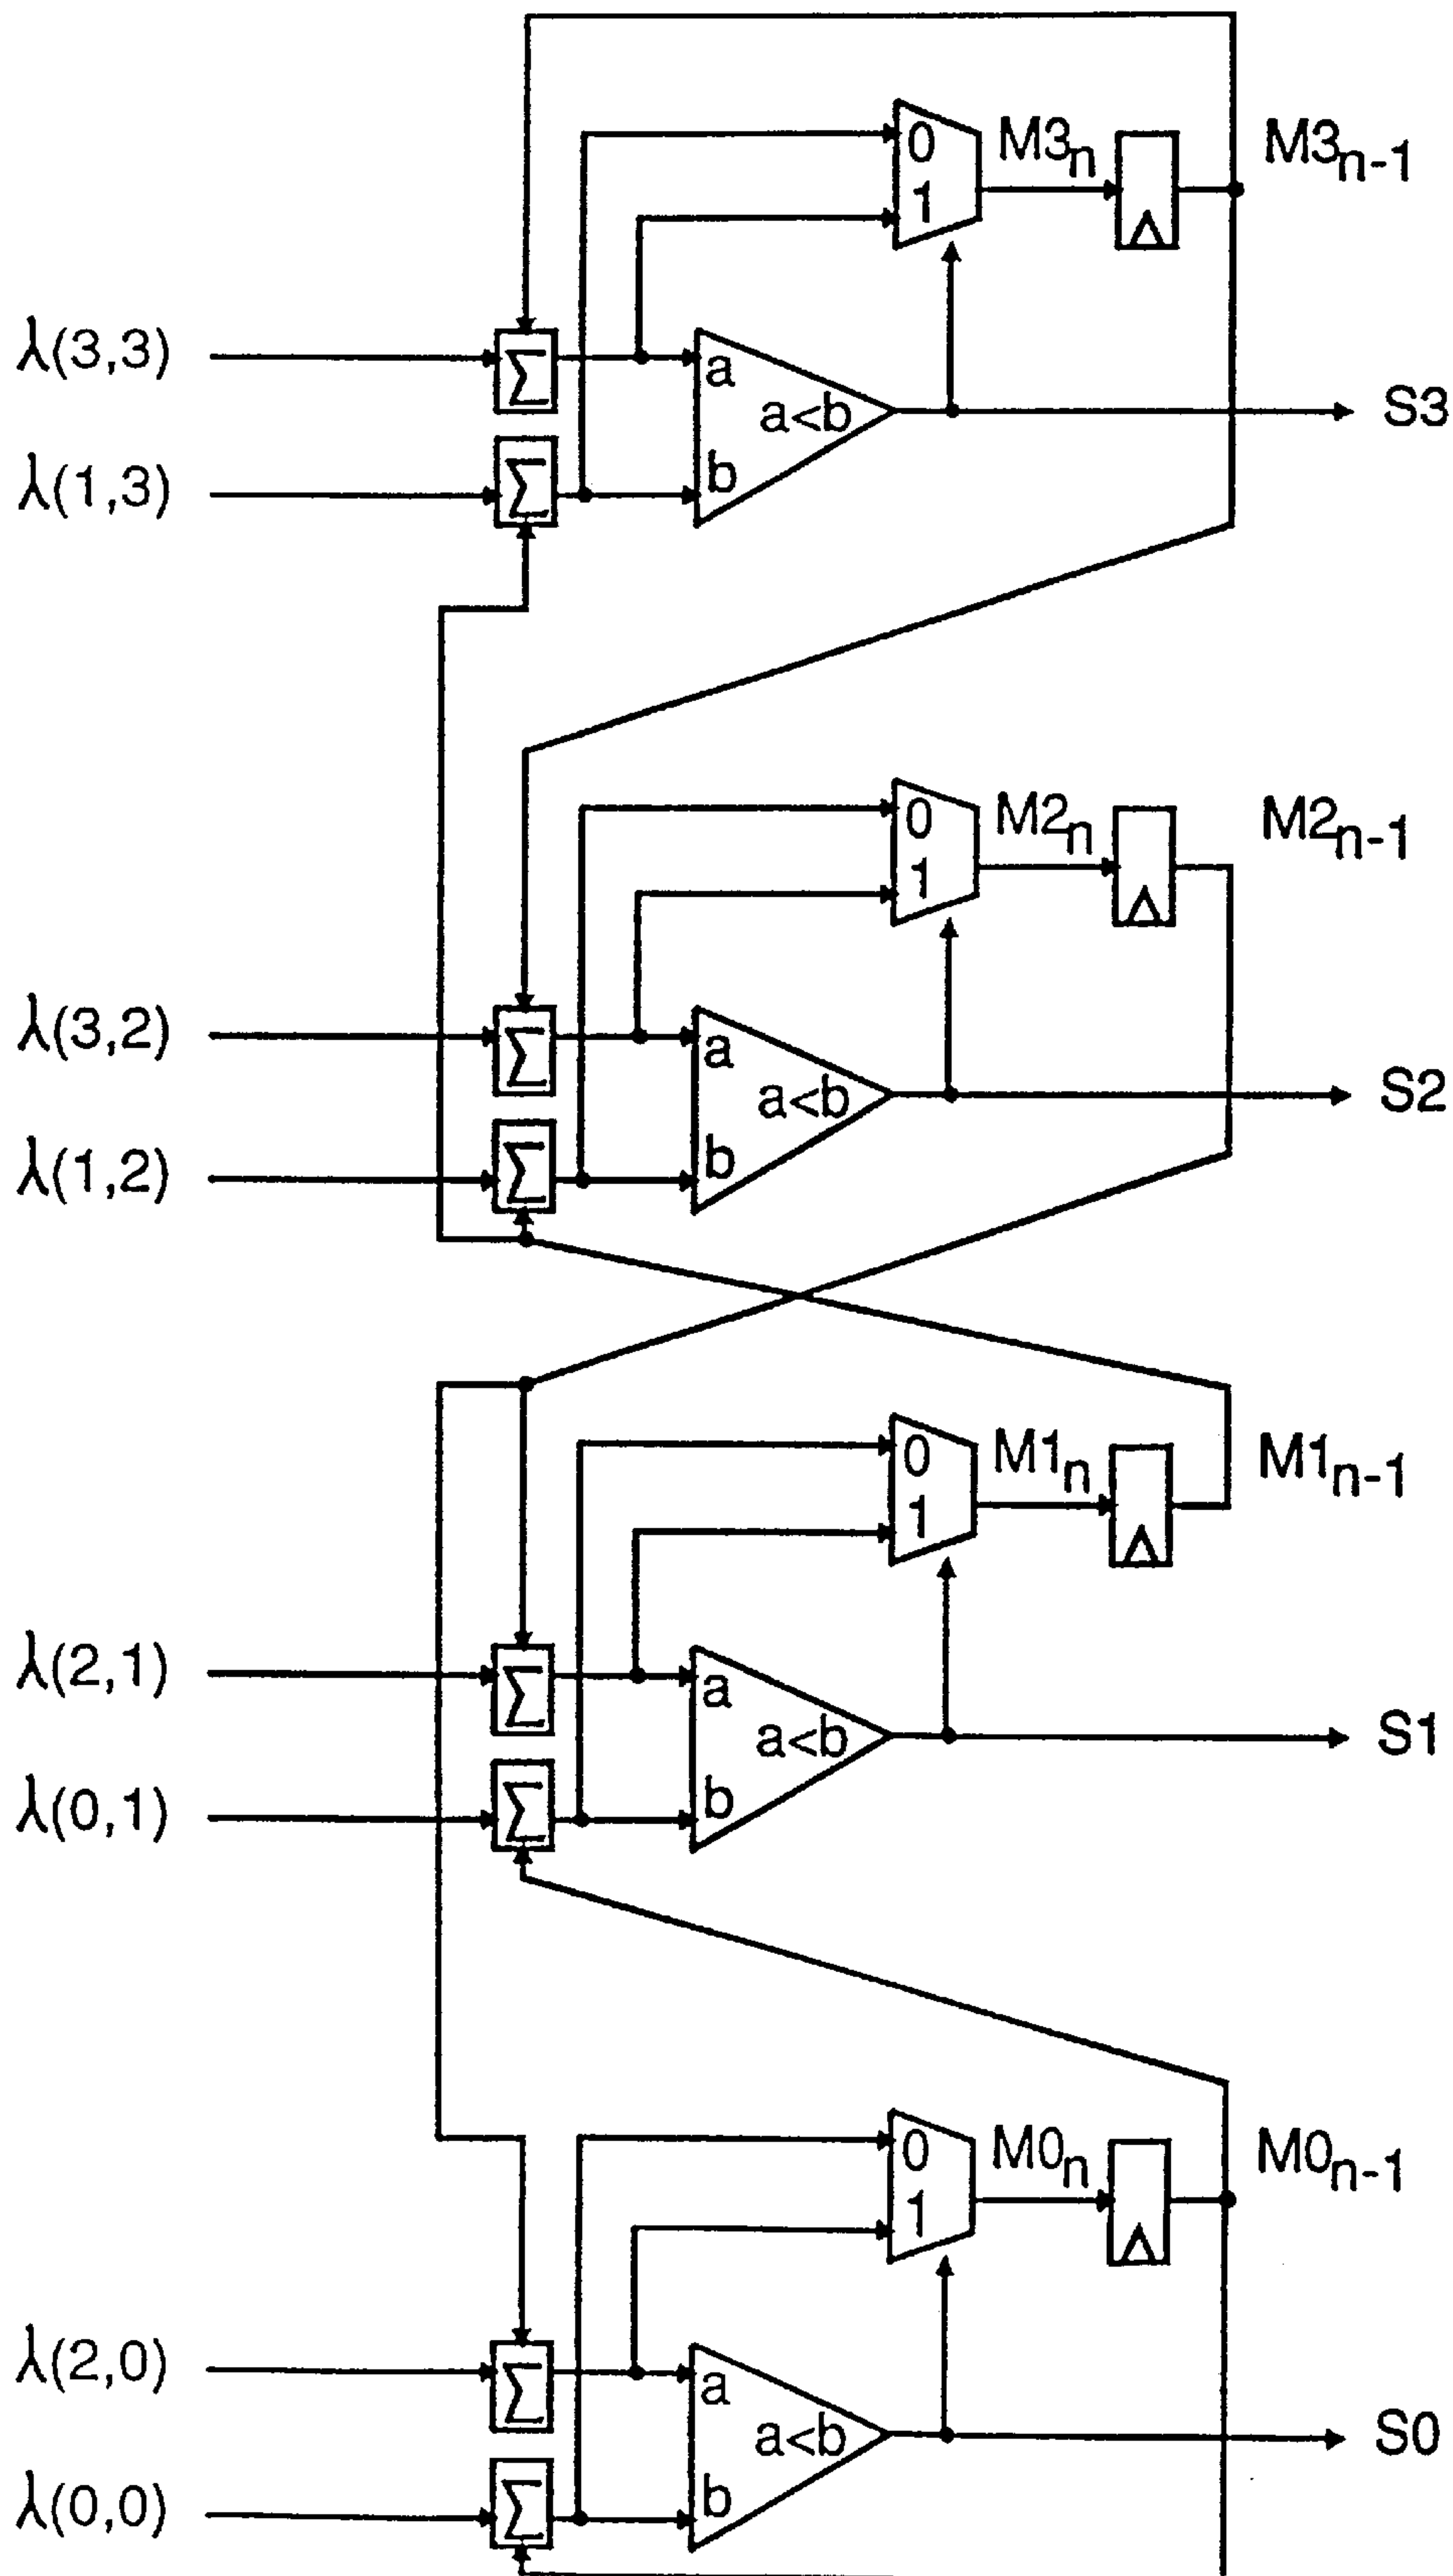 0
1
M3n
M3n-1
λ(3,3)
Σ
a
a<b
S3
λ(1,3)
Σ
b
0
1
M2n
M2n-1
λ(3,2)
Σ
a
a<b
S2
λ(1,2)
Σ
b
0
1
M1n
M1n-1
λ(2,1)
Σ
a
a<b
S1
λ(0,1)
Σ
b
0
1
M0n
M0n-1
λ(2,0)
Σ
a
a<b
S0
λ(0,0)
Σ
b